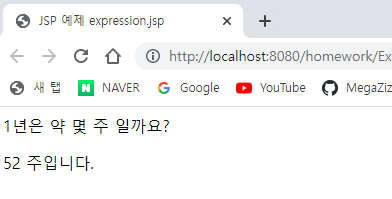 JSP 예제 expression.jsp
http://localhost:8080/homework/Ex
새 탭 NAVER Google YouTube MegaZi
1년은 약 몇 주 일까요?
52 주입니다.